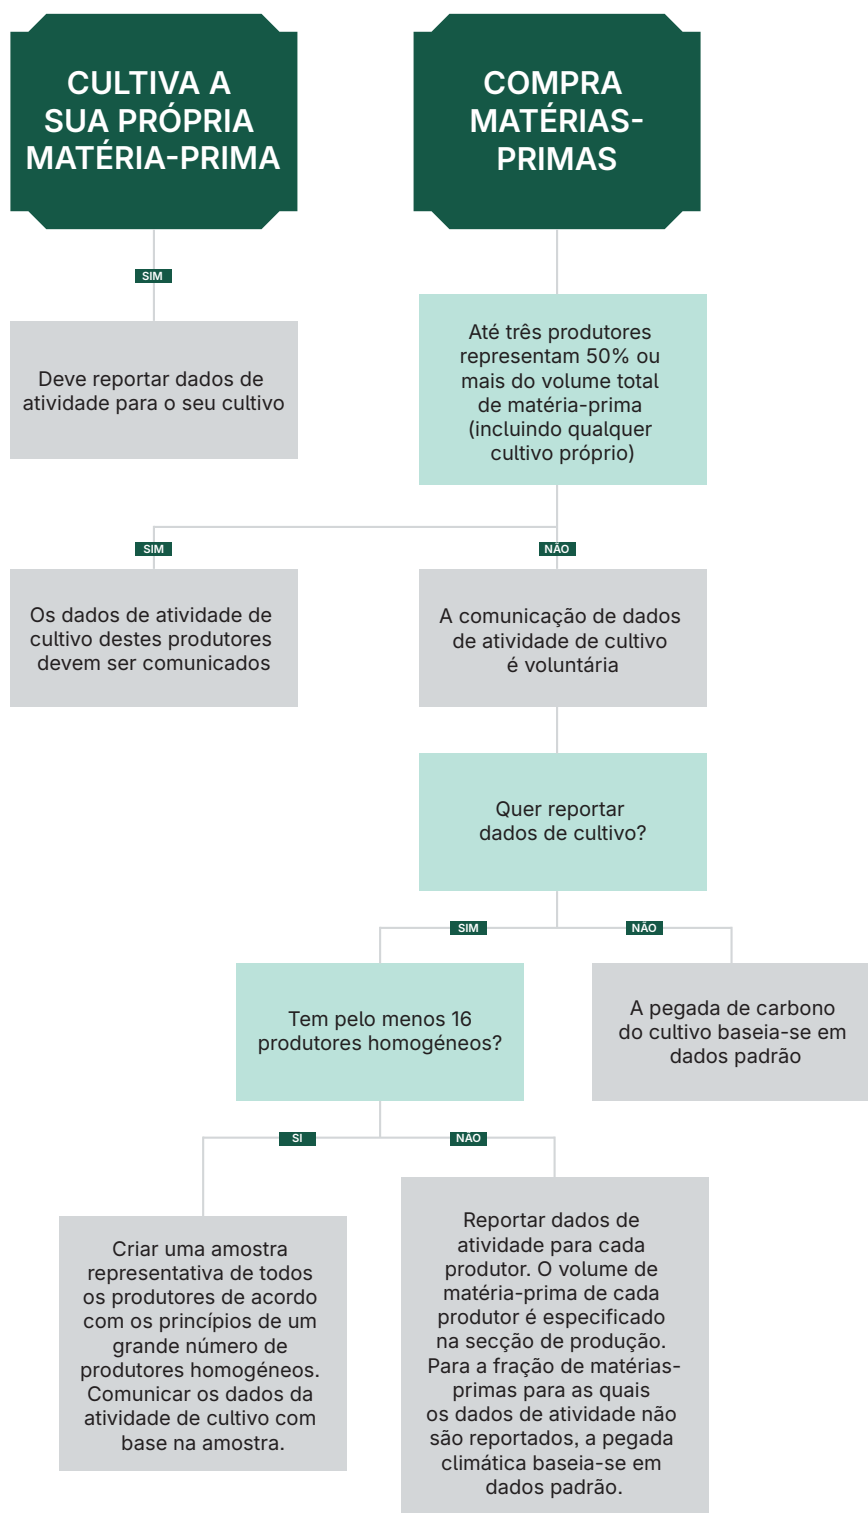 CULTIVA A
SUA PRÓPRIA
MATÉRIA-PRIMA
COMPRA
MATÉRIAS-
PRIMAS
SIM
Deve reportar dados de
atividade para o seu cultivo
Até três produtores
representam 50% ou
mais do volume total
de matéria-prima
(incluindo qualquer
cultivo próprio)
SIM
NÃO
Os dados de atividade de
cultivo destes produtores
devem ser comunicados
A comunicação de dados
de atividade de cultivo
é voluntária
Quer reportar
dados de cultivo?
SIM
NÃO
Tem pelo menos 16
produtores homogéneos?
A pegada de carbono
do cultivo baseia-se em
dados padrão
SI
NÃO
Criar uma amostra
representativa de todos
os produtores de acordo
com os princípios de um
grande número de
produtores homogéneos.
Comunicar os dados da
atividade de cultivo com
base na amostra.
Reportar dados de
atividade para cada
produtor. O volume de
matéria-prima de cada
produtor é especificado
na secção de produção.
Para a fração de matérias-
primas para as quais
os dados de atividade não
são reportados, a pegada
climática baseia-se em
dados padrão.